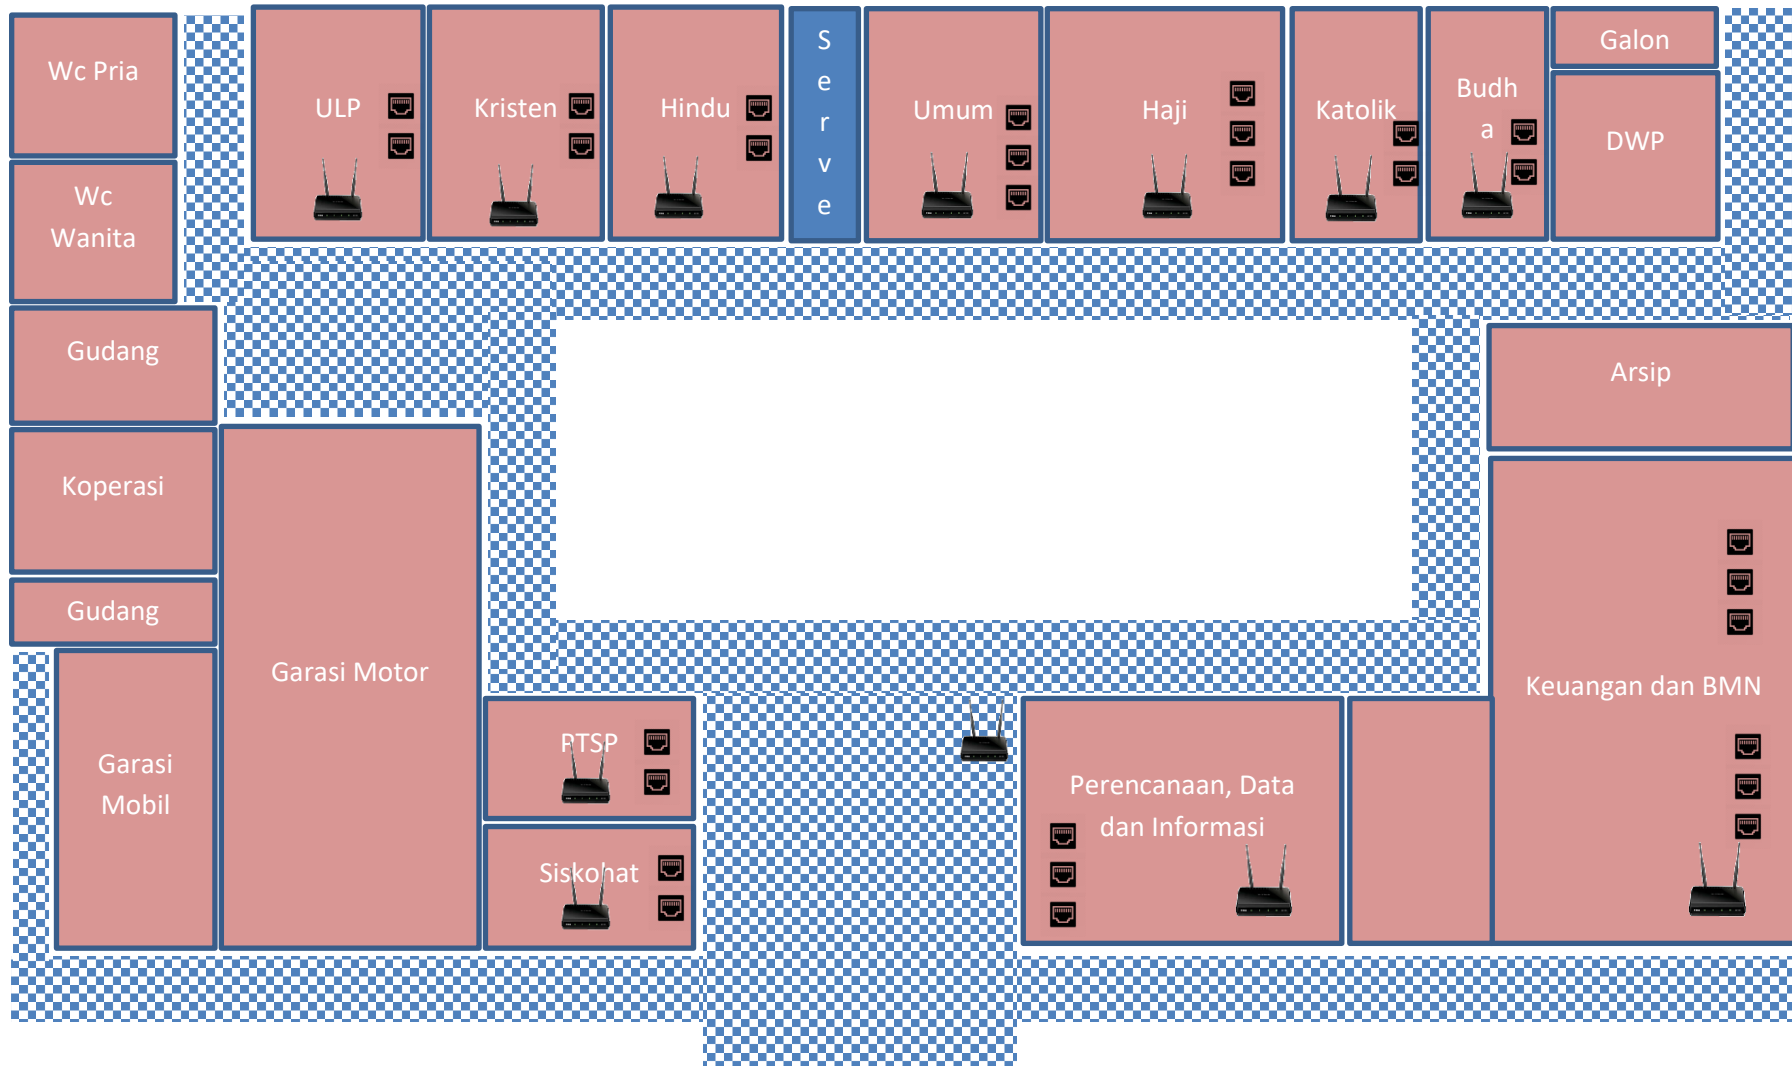 Wc Pria
ULP
Kristen
Hindu
S
e
r
v
e
Umum
Haji
Katolik
Budh
a
Galon
DWP
Wc
Wanita
Gudang
Arsip
Koperasi
Gudang
Garasi Motor
Keuangan dan BMN
PTSP
Garasi
Mobil
Perencanaan, Data
dan Informasi
Siskohat